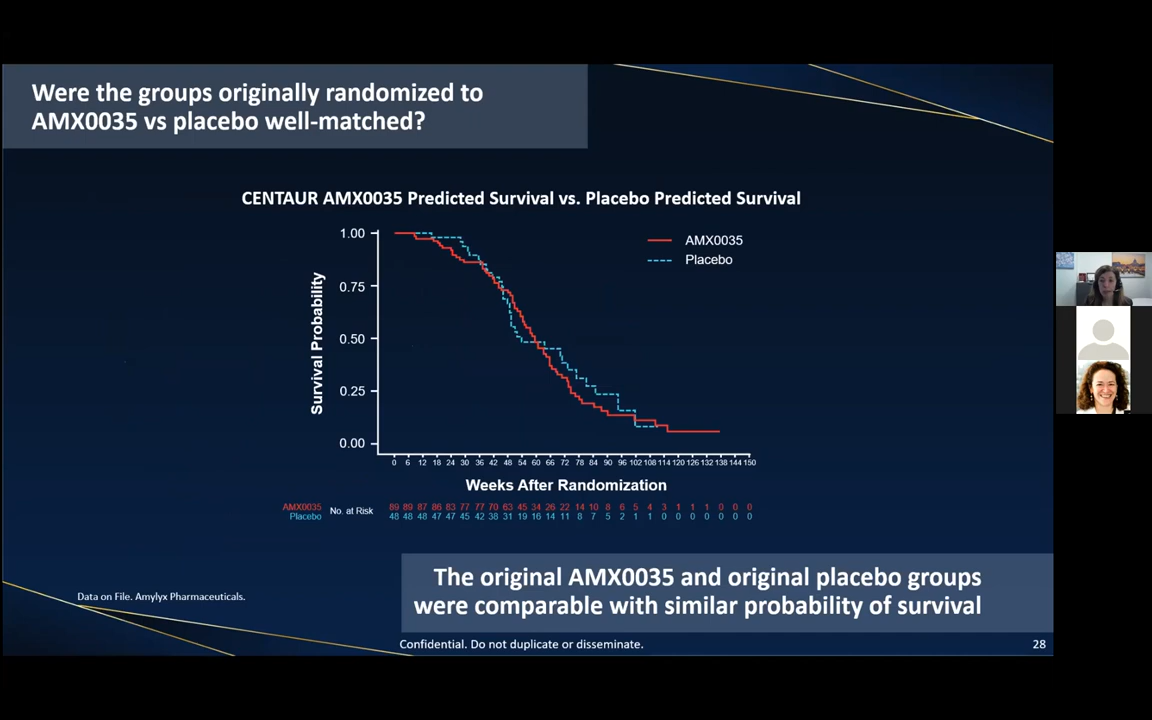 Were the groups originally randomized to
AMX0035 vs placebo well-matched?
CENTAUR AMX0035 Predicted Survival vs. Placebo Predicted Survival
AMX0035
Placebo
Survival Probability
1.00
0.75
0.50
0.25
0.00
0 6 12 18 24 30 36 42 48 54 60 66 72 78 84 90 96 102 108 114 120 126 132 138 144 150
Weeks After Randomization
AMX0035 89 89 87 86 83 77 77 70 63 45 34 26 22 14 10 8 6 5 4 3 1 1 1 0 0 0
No. at Risk
Placebo 48 48 48 47 47 45 42 38 31 19 16 14 11 8 7 5 2 1 1 0 0 0 0 0 0 0
The original AMX0035 and original placebo groups
were comparable with similar probability of survival
Data on File. Amylyx Pharmaceuticals.
Confidential. Do not duplicate or disseminate.
28